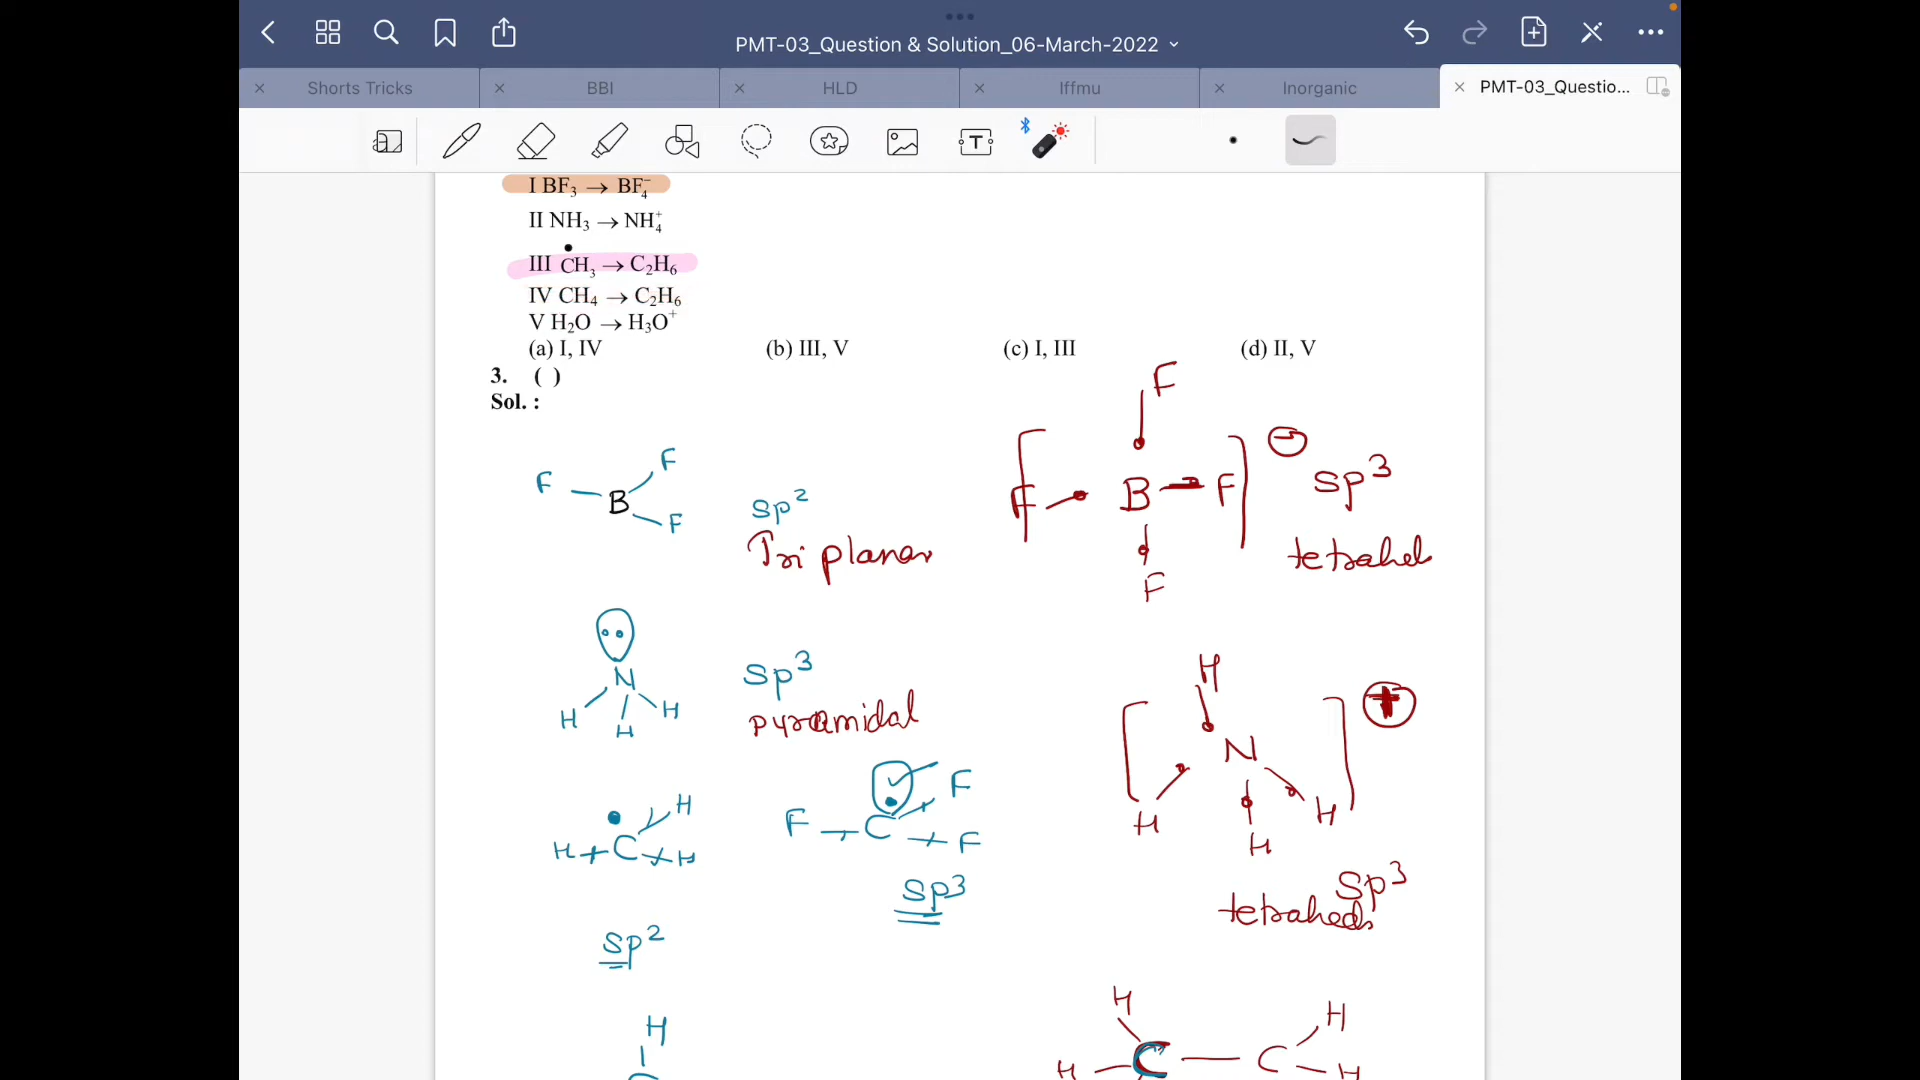 PMT-03_Question & Solution_06-March-2022
Shorts Tricks
BBI
HLD
Iffmu
Inorganic
PMT-03_Questio...
T
I BF₃ → BF₄⁻
II NH₃ → NH₄⁺
III •CH₃ → C₂H₆
IV CH₄ → C₂H₆
V H₂O → H₃O⁺
(a) I, IV (b) III, V (c) I, III (d) II, V
3. ( )
Sol. :
F
F
B
F
sp²
Tri planar
F
F B F
F
⊖
sp³
tetrahed
N
H H H
sp³
pyramidal
H
N
H H H
+
sp³
tetrahed
H
H C H
sp²
F
F C F
sp³
H
H
C C
H
H H